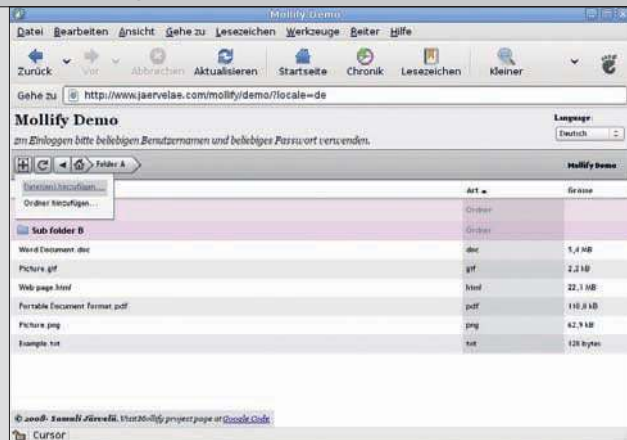 Mollify Demo
Datei Bearbeiten Ansicht Gehe zu Lesezeichen Werkzeuge Reiter Hilfe
Zurück Vor Abbrechen Aktualisieren Startseite Chronik Lesezeichen Kleiner
Gehe zu http://www.jaervelae.com/mollify/demo/?locale=de
Mollify Demo
Language
Deutsch
zm Einloggen bitte beliebigen Benutzernamen und beliebiges Passwort verwenden.
Folder A
Mollify Demo
Datei(en) hinzufügen...
Ordner hinzufügen...
Art
Grösse
Ordner
Sub folder B Ordner
Word Document.doc doc 5,4 MB
Picture.gif gif 2,2 kB
Web page.html html 22,1 MB
Portable Document Format.pdf pdf 110,8 kB
Picture.png png 62,9 kB
Example.txt txt 128 bytes
© 2008- Samuli Järvelä. Visit Mollify project page at Google Code
Cursor